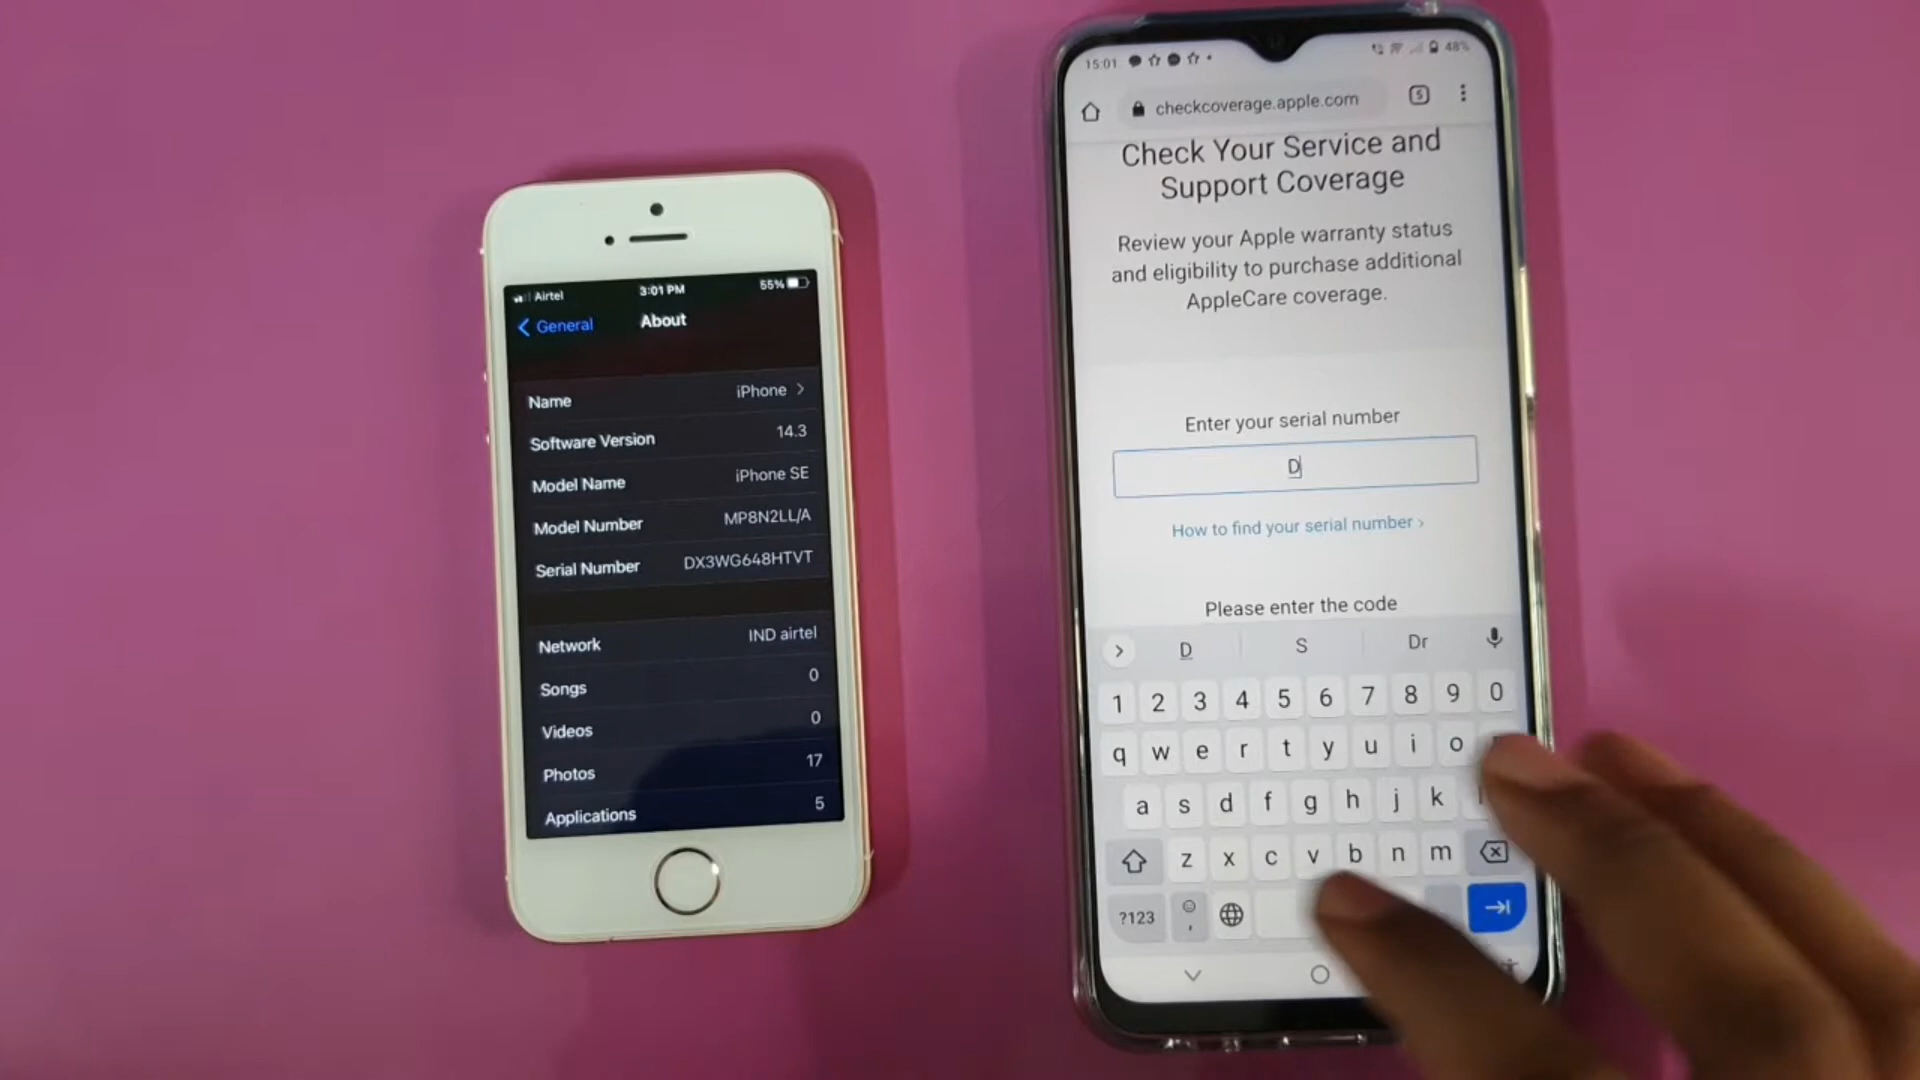 Airtel 3:01 PM 55%
General About
Name iPhone
Software Version 14.3
Model Name iPhone SE
Model Number MP8N2LL/A
Serial Number DX3WG648HTVT
Network IND airtel
Songs 0
Videos 0
Photos 17
Applications 5
15:01 48%
checkcoverage.apple.com 5
Check Your Service and
Support Coverage
Review your Apple warranty status
and eligibility to purchase additional
AppleCare coverage.
Enter your serial number
D
How to find your serial number
Please enter the code
D S Dr
1 2 3 4 5 6 7 8 9 0
q w e r t y u i o
a s d f g h j k
z x c v b n m
?123 ,